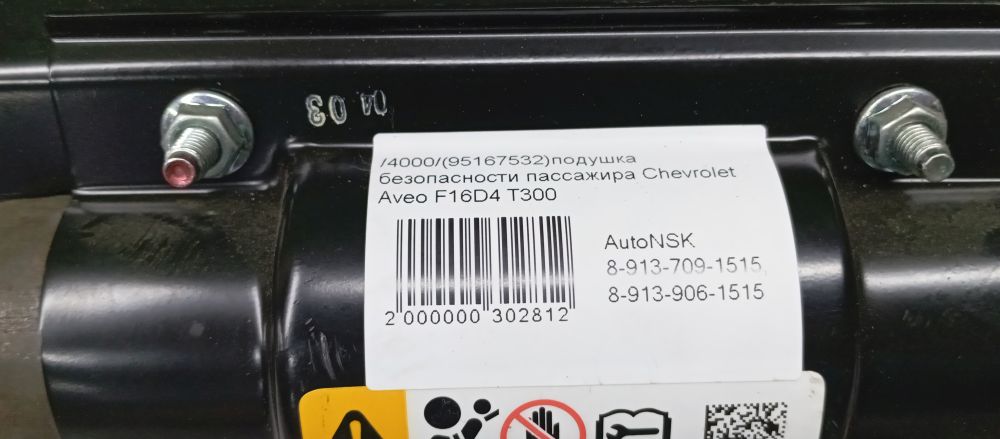 04 03
/4000/(95167532)подушка
безопасности пассажира Chevrolet
Aveo F16D4 T300
AutoNSK
8-913-709-1515,
8-913-906-1515
2 000000 302812